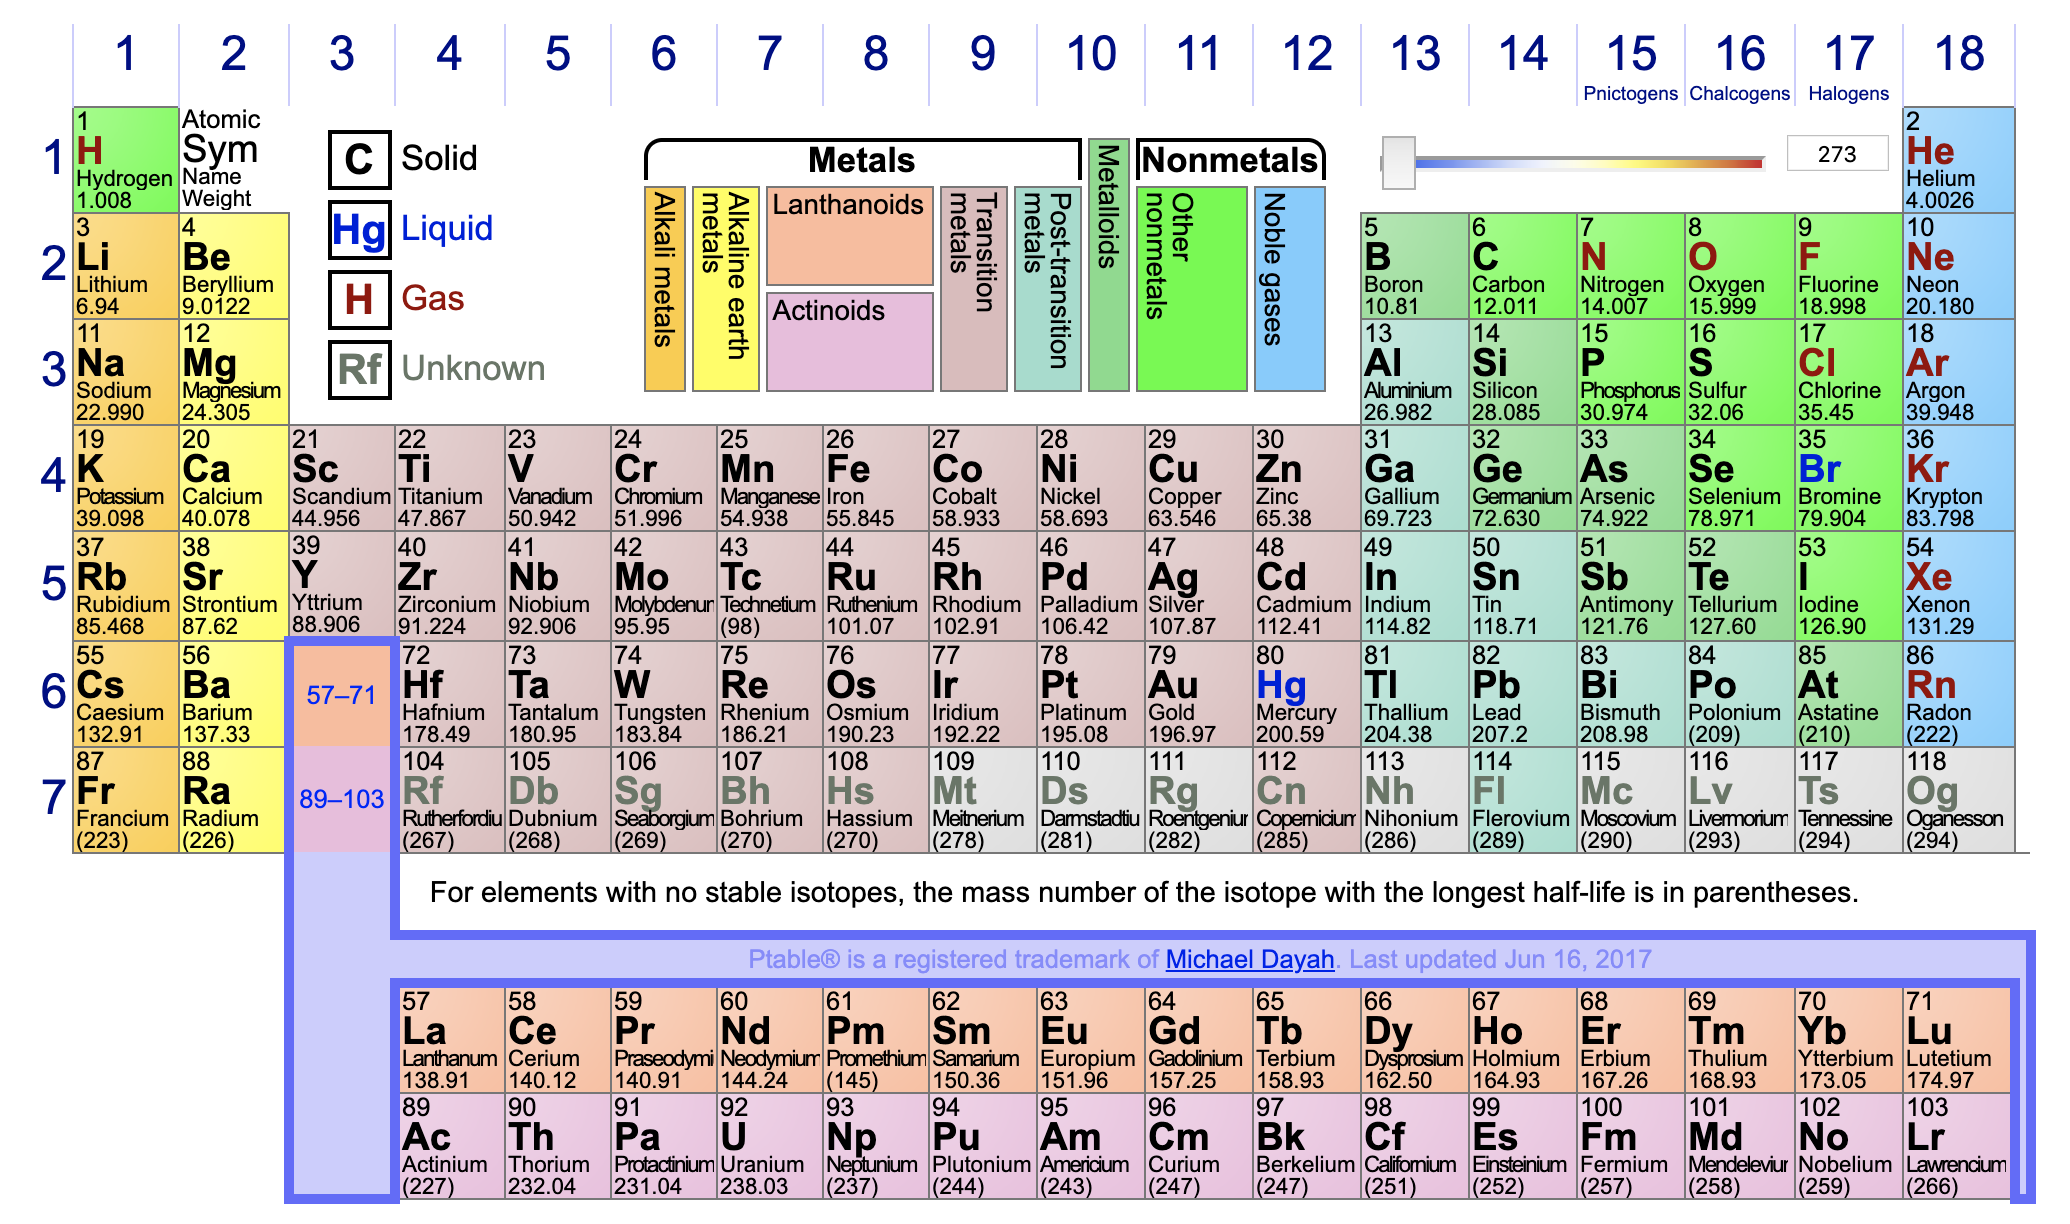 1 2 3 4 5 6 7 8 9 10 11 12 13 14 15 16 17 18
Pnictogens Chalcogens Halogens
1
1
H
Hydrogen
1.008
Atomic
Sym
Name
Weight
C Solid
Hg Liquid
H Gas
Rf Unknown
Metals
Metalloids
Nonmetals
Alkali metals
Alkaline earth
metals
Lanthanoids
Actinoids
Transition
metals
Post-transition
metals
Other
nonmetals
Noble gases
273
2
He
Helium
4.0026
2
3 4 5 6 7 8 9 10
Li Be B C N O F Ne
Lithium Beryllium Boron Carbon Nitrogen Oxygen Fluorine Neon
6.94 9.0122 10.81 12.011 14.007 15.999 18.998 20.180
3
11 12 13 14 15 16 17 18
Na Mg Al Si P S Cl Ar
Sodium Magnesium Aluminium Silicon Phosphorus Sulfur Chlorine Argon
22.990 24.305 26.982 28.085 30.974 32.06 35.45 39.948
4
19 20 21 22 23 24 25 26 27 28 29 30 31 32 33 34 35 36
K Ca Sc Ti V Cr Mn Fe Co Ni Cu Zn Ga Ge As Se Br Kr
Potassium Calcium Scandium Titanium Vanadium Chromium Manganese Iron Cobalt Nickel Copper Zinc Gallium Germanium Arsenic Selenium Bromine Krypton
39.098 40.078 44.956 47.867 50.942 51.996 54.938 55.845 58.933 58.693 63.546 65.38 69.723 72.630 74.922 78.971 79.904 83.798
5
37 38 39 40 41 42 43 44 45 46 47 48 49 50 51 52 53 54
Rb Sr Y Zr Nb Mo Tc Ru Rh Pd Ag Cd In Sn Sb Te I Xe
Rubidium Strontium Yttrium Zirconium Niobium Molybdenur Technetium Ruthenium Rhodium Palladium Silver Cadmium Indium Tin Antimony Tellurium Iodine Xenon
85.468 87.62 88.906 91.224 92.906 95.95 (98) 101.07 102.91 106.42 107.87 112.41 114.82 118.71 121.76 127.60 126.90 131.29
6
55 56 57–71 72 73 74 75 76 77 78 79 80 81 82 83 84 85 86
Cs Ba Hf Ta W Re Os Ir Pt Au Hg Tl Pb Bi Po At Rn
Caesium Barium Hafnium Tantalum Tungsten Rhenium Osmium Iridium Platinum Gold Mercury Thallium Lead Bismuth Polonium Astatine Radon
132.91 137.33 178.49 180.95 183.84 186.21 190.23 192.22 195.08 196.97 200.59 204.38 207.2 208.98 (209) (210) (222)
7
87 88 89–103 104 105 106 107 108 109 110 111 112 113 114 115 116 117 118
Fr Ra Rf Db Sg Bh Hs Mt Ds Rg Cn Nh Fl Mc Lv Ts Og
Francium Radium Rutherfordiu Dubnium Seaborgium Bohrium Hassium Meitnerium Darmstadtiu Roentgeniur Copernicium Nihonium Flerovium Moscovium Livermorium Tennessine Oganesson
(223) (226) (267) (268) (269) (270) (270) (278) (281) (282) (285) (286) (289) (290) (293) (294) (294)
For elements with no stable isotopes, the mass number of the isotope with the longest half-life is in parentheses.
Ptable® is a registered trademark of Michael Dayah. Last updated Jun 16, 2017
57 58 59 60 61 62 63 64 65 66 67 68 69 70 71
La Ce Pr Nd Pm Sm Eu Gd Tb Dy Ho Er Tm Yb Lu
Lanthanum Cerium Praseodymi Neodymium Promethium Samarium Europium Gadolinium Terbium Dysprosium Holmium Erbium Thulium Ytterbium Lutetium
138.91 140.12 140.91 144.24 (145) 150.36 151.96 157.25 158.93 162.50 164.93 167.26 168.93 173.05 174.97
89 90 91 92 93 94 95 96 97 98 99 100 101 102 103
Ac Th Pa U Np Pu Am Cm Bk Cf Es Fm Md No Lr
Actinium Thorium Protactinium Uranium Neptunium Plutonium Americium Curium Berkelium Californium Einsteinium Fermium Mendeleviur Nobelium Lawrencium
(227) 232.04 231.04 238.03 (237) (244) (243) (247) (247) (251) (252) (257) (258) (259) (266)